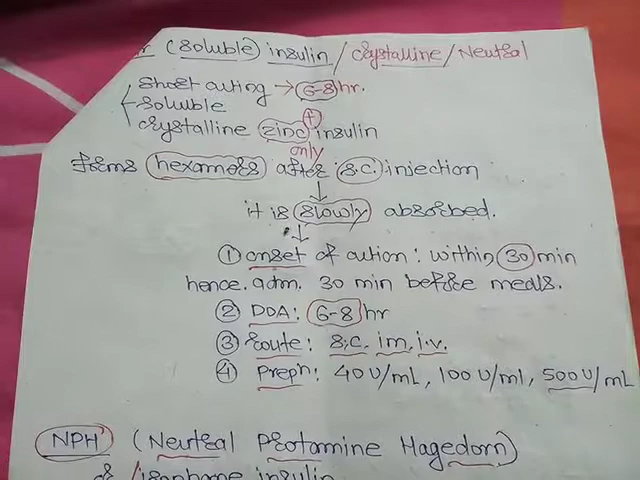 (Soluble) insulin / Crystalline / Neutral
Short acting → 6-8 hr.
Soluble
+
Crystalline zinc insulin
only
Forms hexamers after s.c. injection
it is slowly absorbed.
① onset of action: within 30 min
hence. adm. 30 min before meals.
② DOA: 6-8 hr
③ Route: s.c. im, i.v.
④ Prepn: 40 U/mL, 100 U/ml, 500 U/mL
NPH (Neutral Protamine Hagedorn)
or isophane insulin